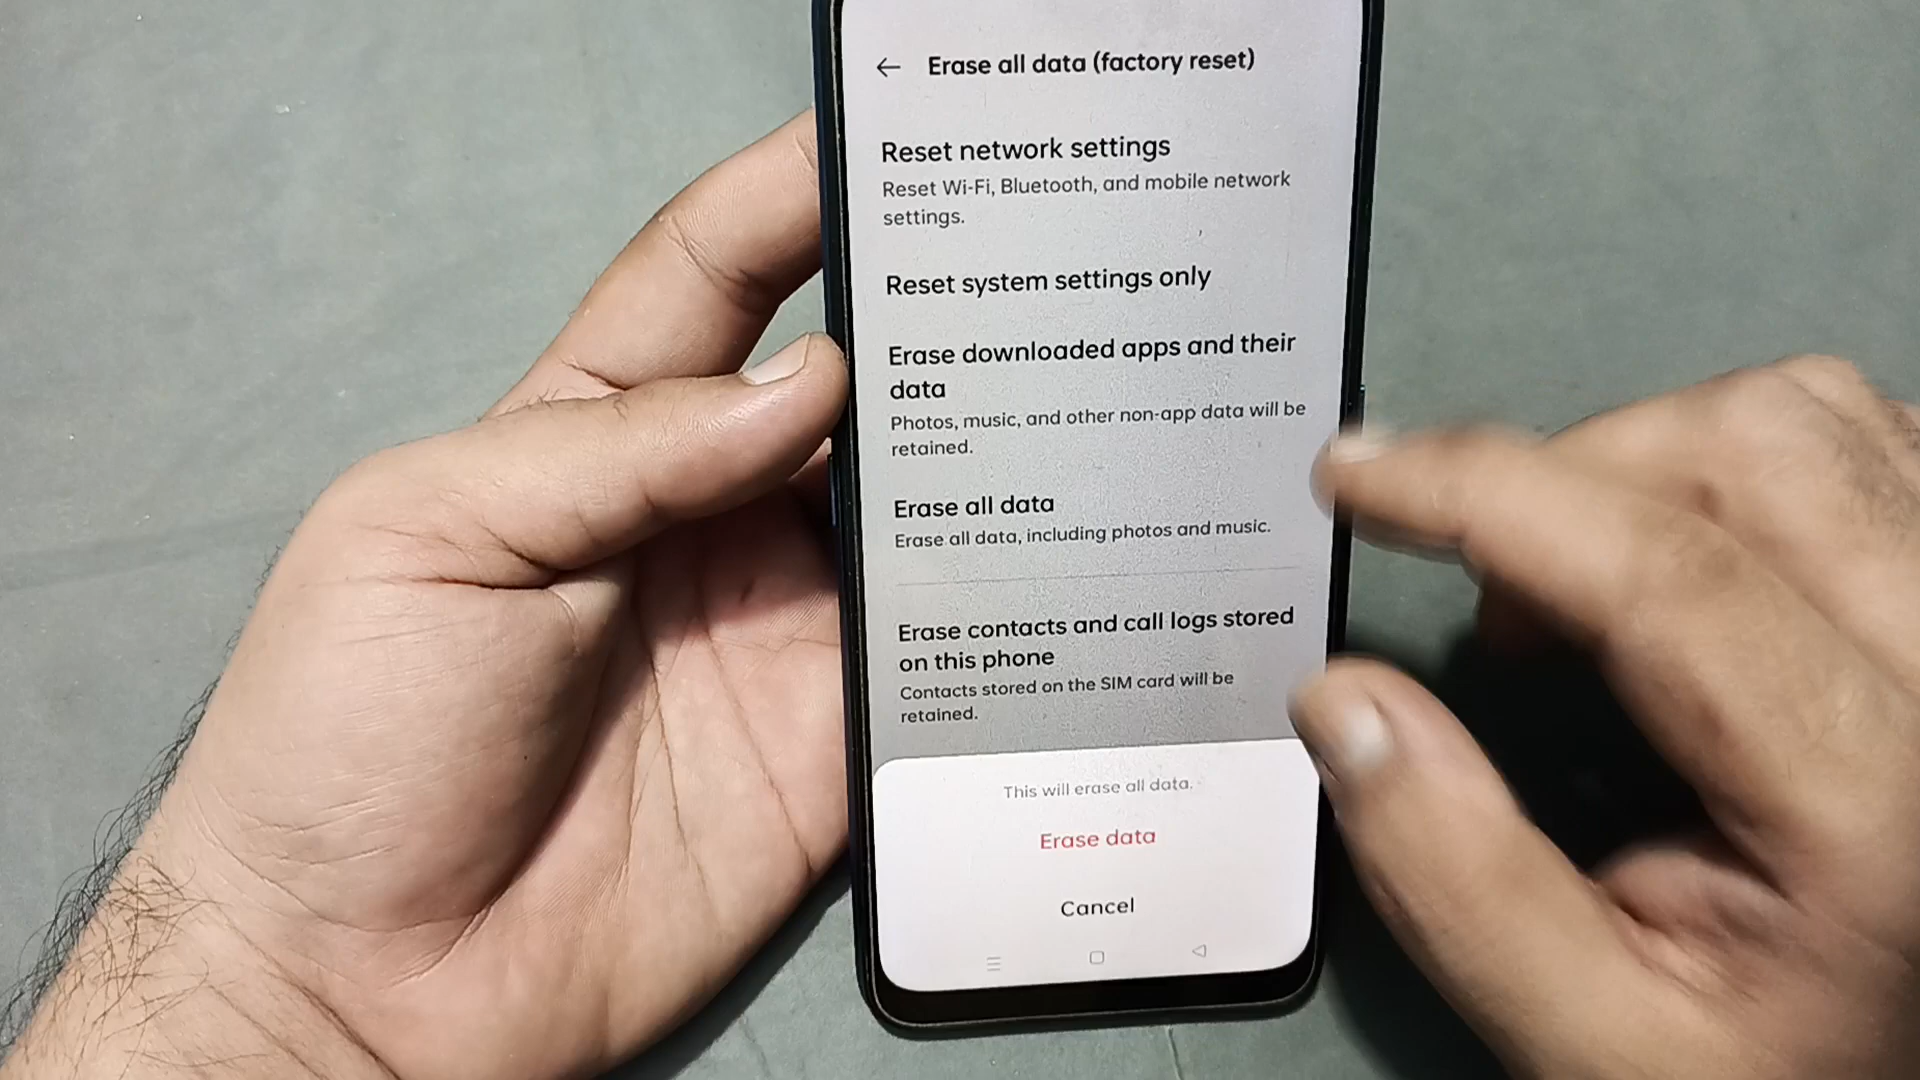 Erase all data (factory reset)
Reset network settings
Reset Wi-Fi, Bluetooth, and mobile network
settings.
Reset system settings only
Erase downloaded apps and their
data
Photos, music, and other non-app data will be
retained.
Erase all data
Erase all data, including photos and music.
Erase contacts and call logs stored
on this phone
Contacts stored on the SIM card will be
retained.
This will erase all data.
Erase data
Cancel